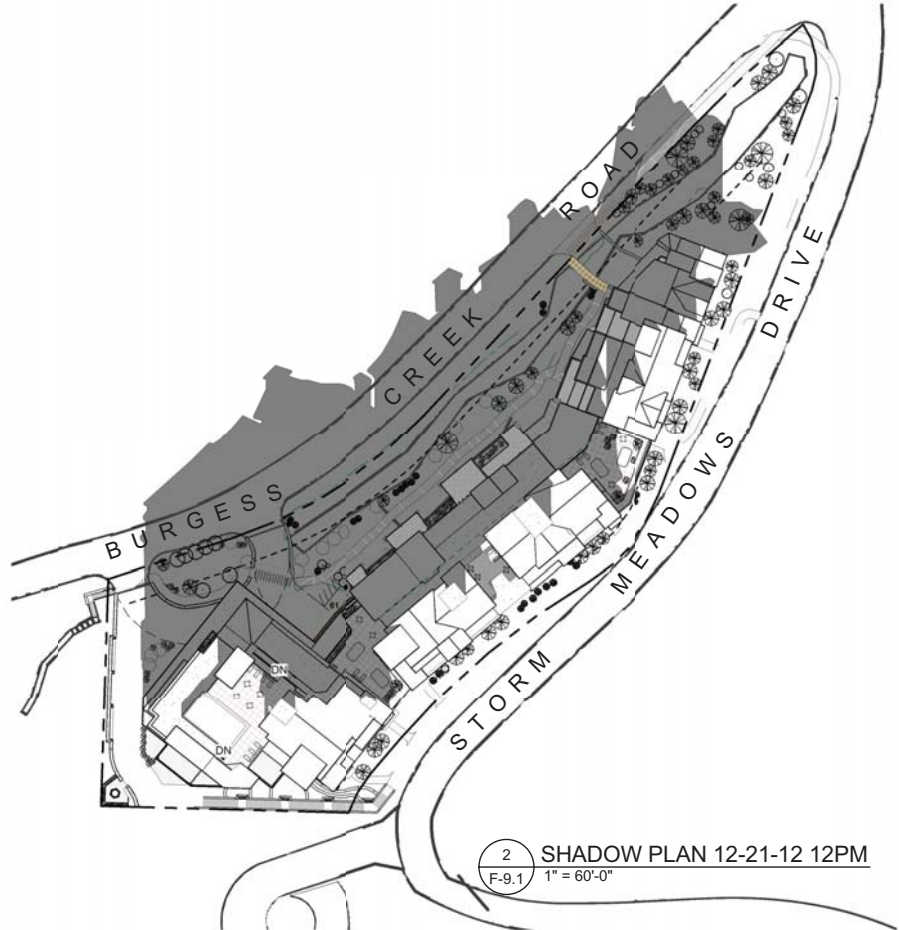 BURGESS CREEK ROAD
STORM MEADOWS DRIVE
DN
DN
2
F-9.1
SHADOW PLAN 12-21-12 12PM
1" = 60'-0"